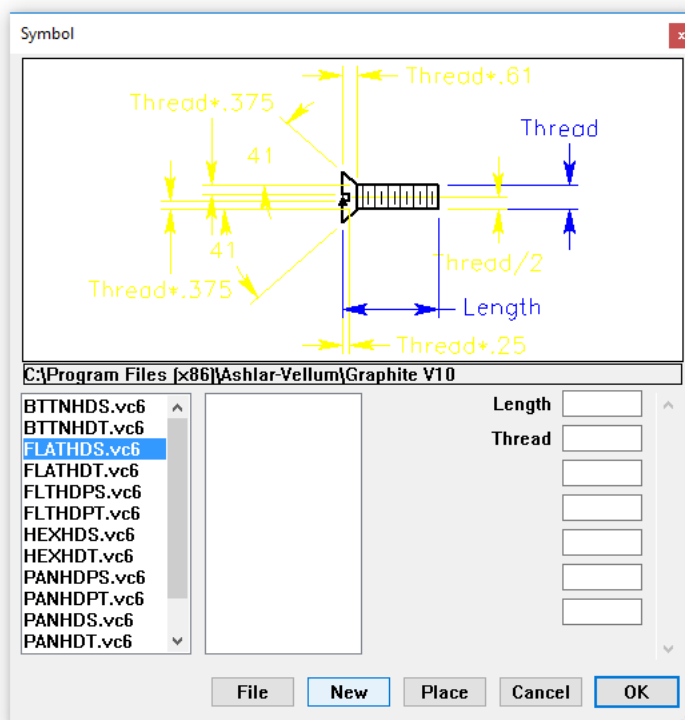 Symbol
x
Thread*.61
Thread*.375
Thread
41
41
Thread/2
Thread*.375
Length
Thread*.25
C:\Program Files (x86)\Ashlar-Vellum\Graphite V10
BTTNHDS.vc6
BTTNHDT.vc6
FLATHDS.vc6
FLATHDT.vc6
FLTHDPS.vc6
FLTHDPT.vc6
HEXHDS.vc6
HEXHDT.vc6
PANHDPS.vc6
PANHDPT.vc6
PANHDS.vc6
PANHDT.vc6
Length
Thread
File New Place Cancel OK